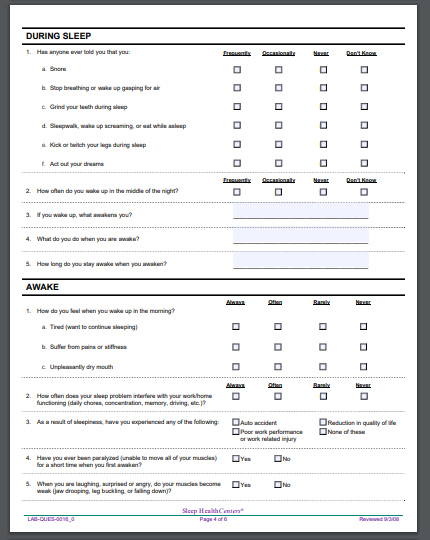 DURING SLEEP
1. Has anyone ever told you that you:
Frequently Occasionally Never Don't Know
a. Snore
b. Stop breathing or wake up gasping for air
c. Grind your teeth during sleep
d. Sleepwalk, wake up screaming, or eat while asleep
e. Kick or twitch your legs during sleep
f. Act out your dreams
Frequently Occasionally Never Don't Know
2. How often do you wake up in the middle of the night?
3. If you wake up, what awakens you?
4. What do you do when you are awake?
5. How long do you stay awake when you awaken?
AWAKE
Always Often Rarely Never
1. How do you feel when you wake up in the morning?
a. Tired (want to continue sleeping)
b. Suffer from pains or stiffness
c. Unpleasantly dry mouth
Always Often Rarely Never
2. How often does your sleep problem interfere with your work/home
functioning (daily chores, concentration, memory, driving, etc.)?
3. As a result of sleepiness, have you experienced any of the following:
Auto accident Reduction in quality of life
Poor work performance None of these
or work related injury
4. Have you ever been paralyzed (unable to move all of your muscles)
for a short time when you first awaken?
Yes No
5. When you are laughing, surprised or angry, do your muscles become
weak (jaw drooping, leg buckling, or falling down)?
Yes No
Sleep HealthCenters®
LAB-QUES-0016_0 Page 4 of 6 Reviewed 9/3/08